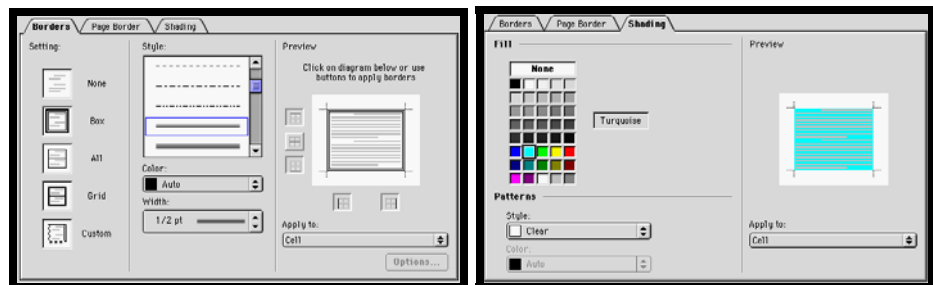 Borders Page Border Shading
Setting:
None
Box
All
Grid
Custom
Style:
Color:
Auto
Width:
1/2 pt
Preview
Click on diagram below or use
buttons to apply borders
Apply to:
Cell
Options...
Borders Page Border Shading
Fill
None
Turquoise
Patterns
Style:
Clear
Color:
Auto
Preview
Apply to:
Cell